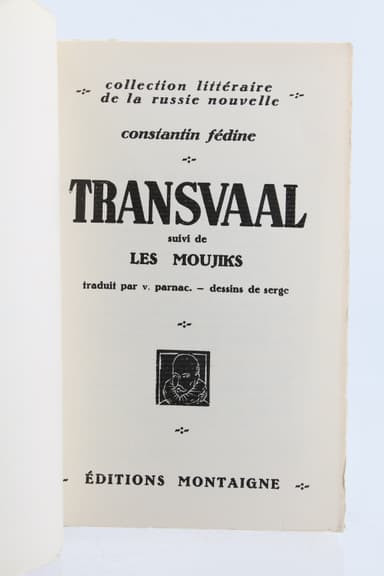 -:- collection littéraire -:-
de la russie nouvelle
constantin fédine
-:-
TRANSVAAL
suivi de
LES MOUJIKS
traduit par v. parnac. – dessins de serge
-:-
-:-
- ÉDITIONS MONTAIGNE -:-